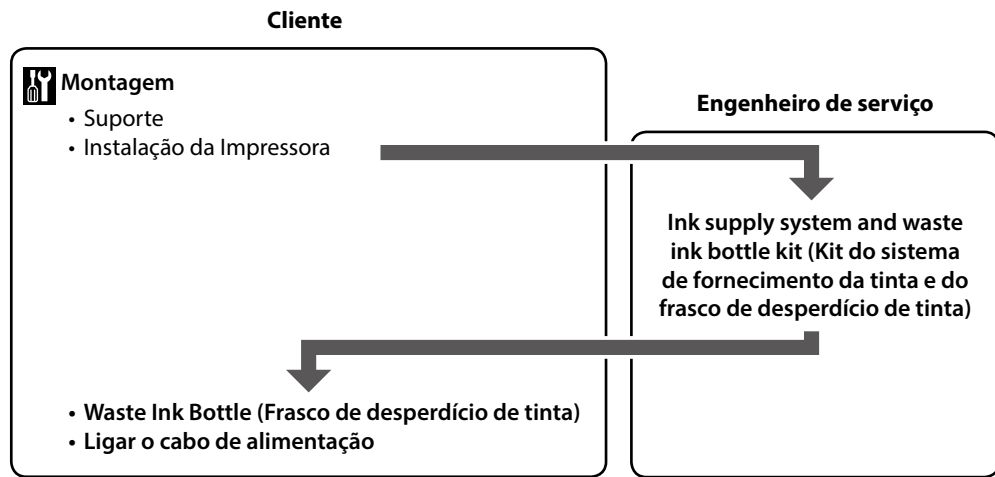 Cliente
Montagem
• Suporte
• Instalação da Impressora
Engenheiro de serviço
Ink supply system and waste
ink bottle kit (Kit do sistema
de fornecimento da tinta e do
frasco de desperdício de tinta)
• Waste Ink Bottle (Frasco de desperdício de tinta)
• Ligar o cabo de alimentação